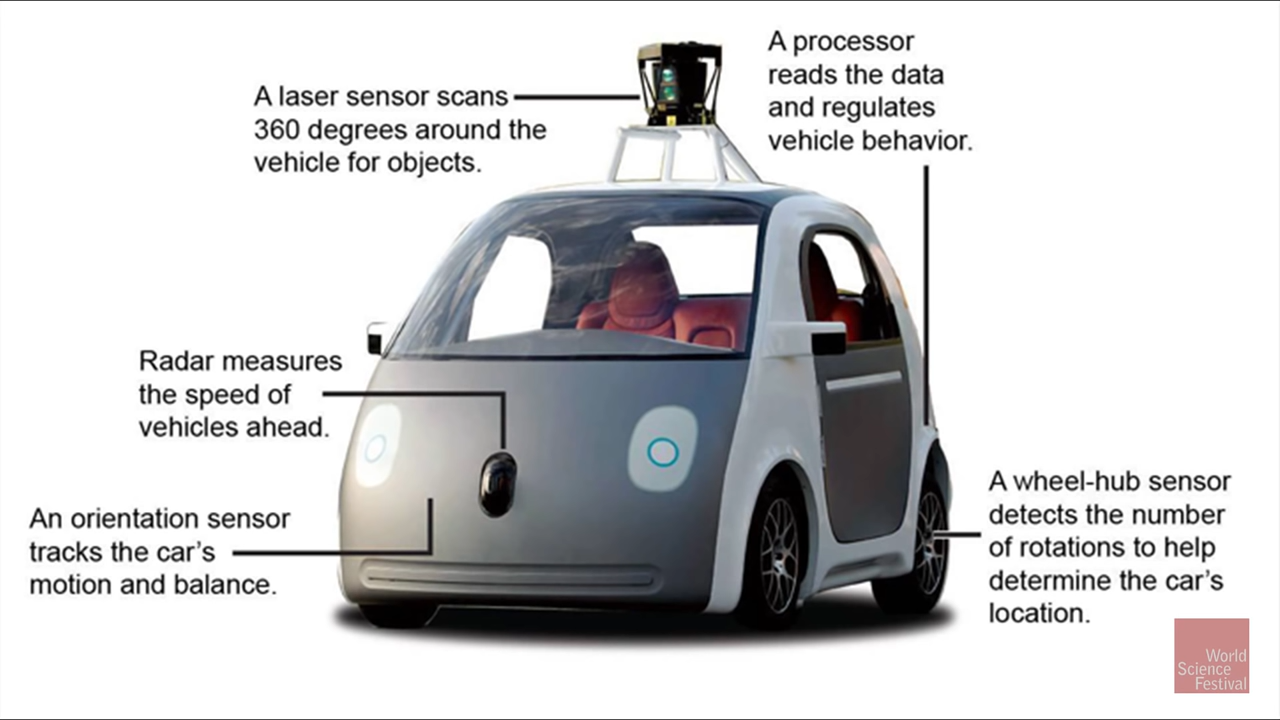 A laser sensor scans
360 degrees around the
vehicle for objects.
A processor
reads the data
and regulates
vehicle behavior.
Radar measures
the speed of
vehicles ahead.
An orientation sensor
tracks the car’s
motion and balance.
A wheel-hub sensor
detects the number
of rotations to help
determine the car’s
location.
World
Science
Festival